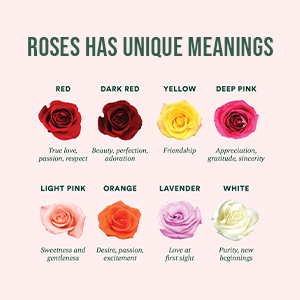 ROSES HAS UNIQUE MEANINGS
RED
DARK RED
YELLOW
DEEP PINK
True love,
passion, respect
Beauty, perfection,
adoration
Friendship
Appreciation,
gratitude, sincerity
LIGHT PINK
ORANGE
LAVENDER
WHITE
Sweetness and
gentleness
Desire, passion,
excitement
Love at
first sight
Purity, new
beginnings